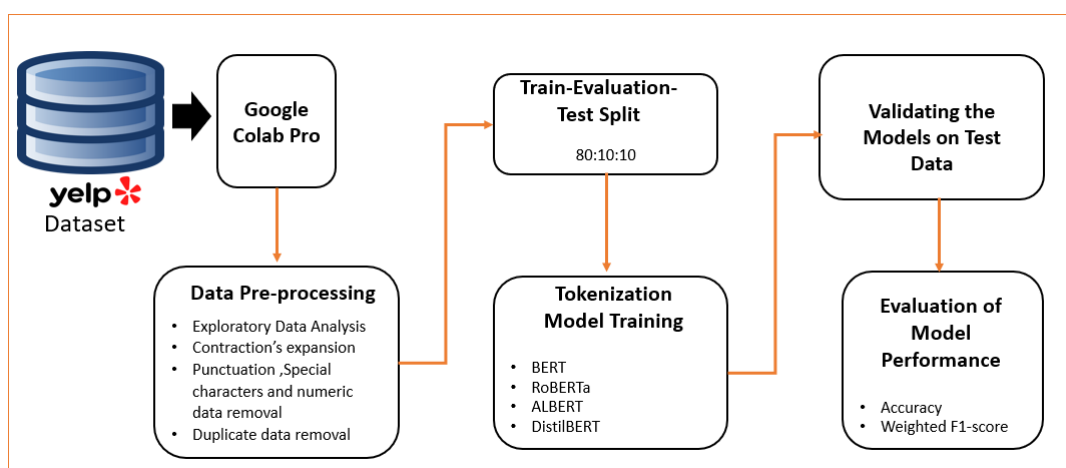 yelp
Dataset
Google
Colab Pro
Data Pre-processing
• Exploratory Data Analysis
• Contraction’s expansion
• Punctuation ,Special
characters and numeric
data removal
• Duplicate data removal
Train-Evaluation-
Test Split
80:10:10
Tokenization
Model Training
• BERT
• RoBERTa
• ALBERT
• DistilBERT
Validating the
Models on Test
Data
Evaluation of
Model
Performance
• Accuracy
• Weighted F1-score